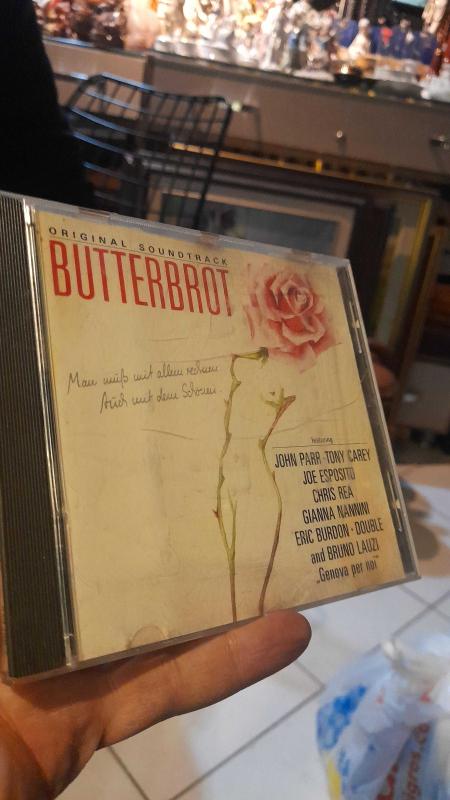 ORIGINAL SOUNDTRACK
BUTTERBROT
Man muß mit allem rechnen
Auch mit dem Schönen
featuring
JOHN PARR · TONY CAREY
JOE ESPOSITO
CHRIS REA
GIANNA NANNINI
ERIC BURDON · DOUBLE
and BRUNO LAUZI
„Genova per noi“